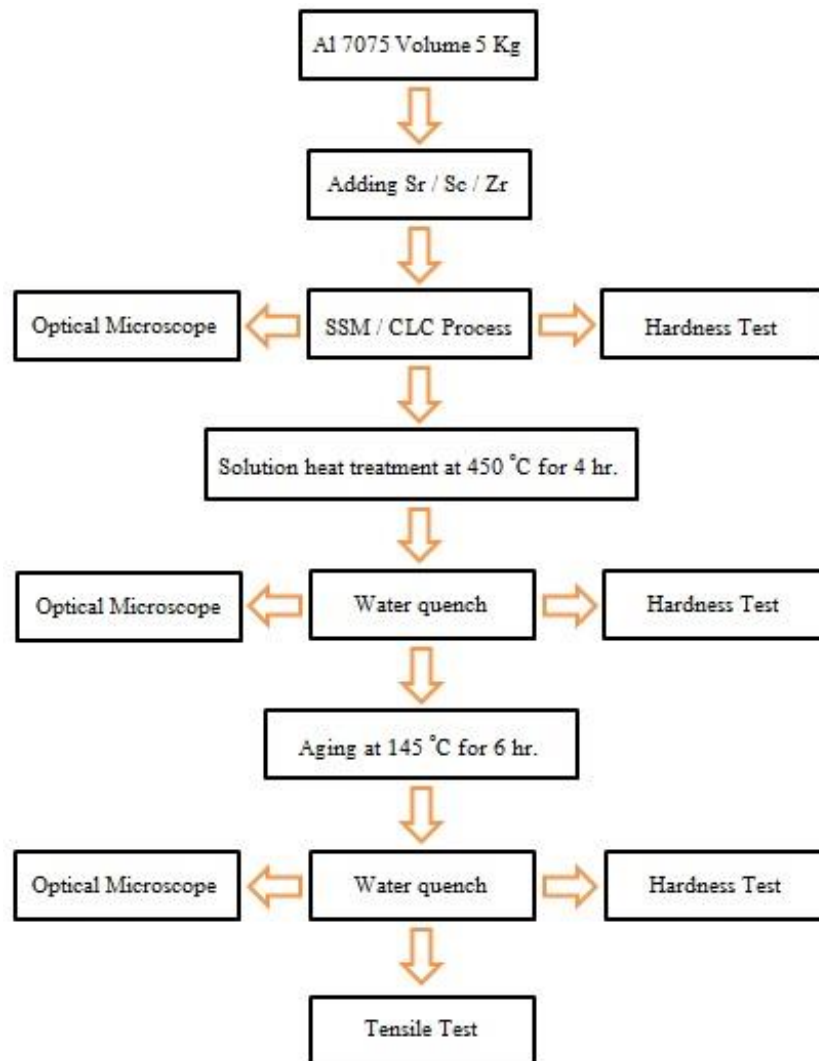 Al 7075 Volume 5 Kg
Adding Sr / Sc / Zr
Optical Microscope
SSM / CLC Process
Hardness Test
Solution heat treatment at 450 °C for 4 hr.
Optical Microscope
Water quench
Hardness Test
Aging at 145 °C for 6 hr.
Optical Microscope
Water quench
Hardness Test
Tensile Test